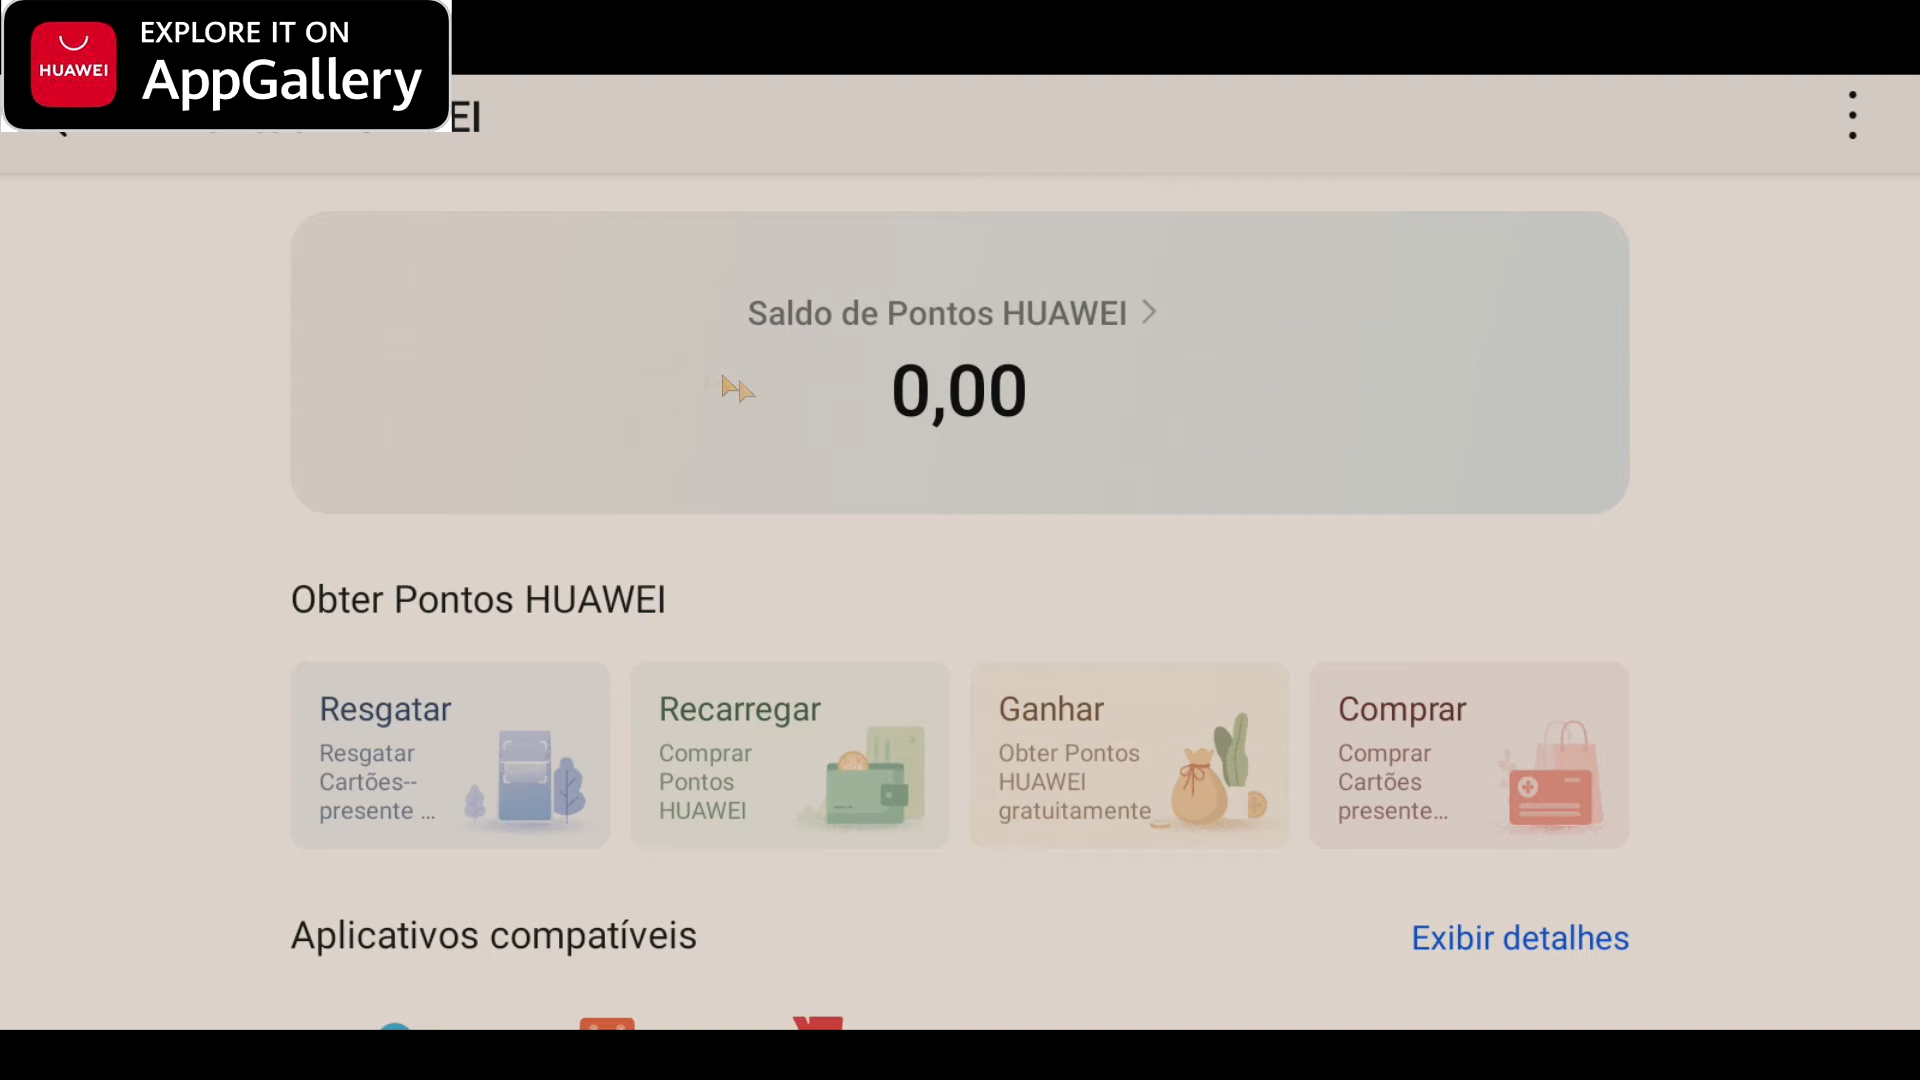 EXPLORE IT ON
HUAWEI
AppGallery
EI
Saldo de Pontos HUAWEI
0,00
Obter Pontos HUAWEI
Resgatar
Resgatar
Cartões--
presente ...
Recarregar
Comprar
Pontos
HUAWEI
Ganhar
Obter Pontos
HUAWEI
gratuitamente
Comprar
Comprar
Cartões
presente...
Aplicativos compatíveis
Exibir detalhes